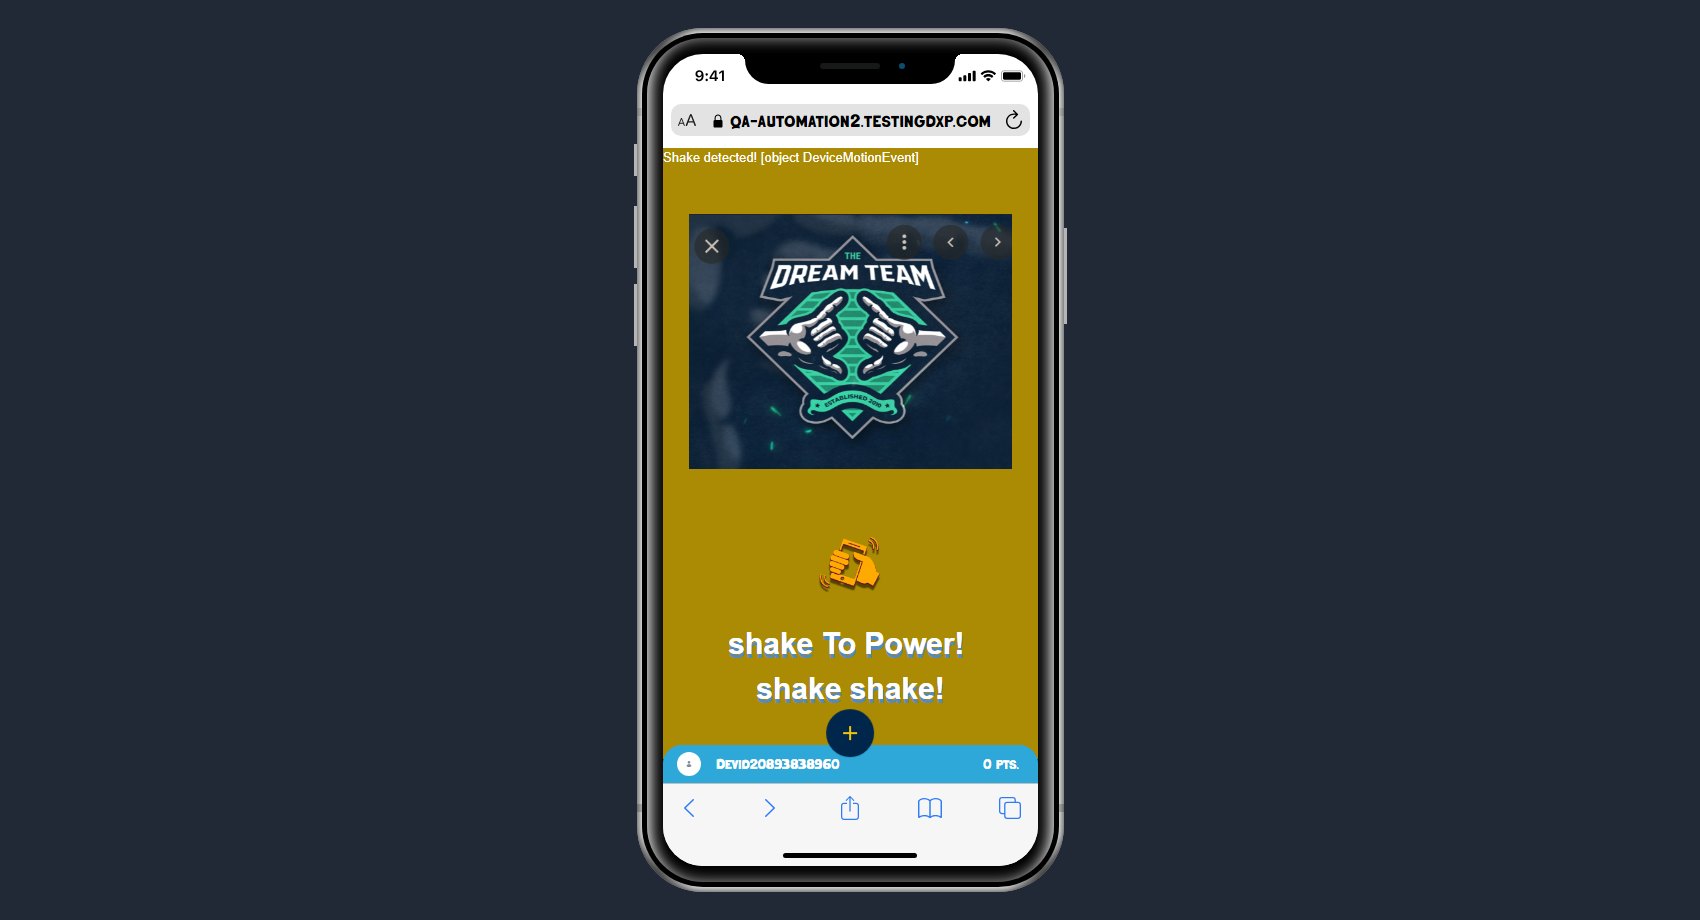 9:41
AA QA-AUTOMATION2.TESTINGDXP.COM
Shake detected! [object DeviceMotionEvent]
THE
DREAM TEAM
ESTABLISHED 2010
shake To Power!
shake shake!
+
Devid20893838960 0 PTS.